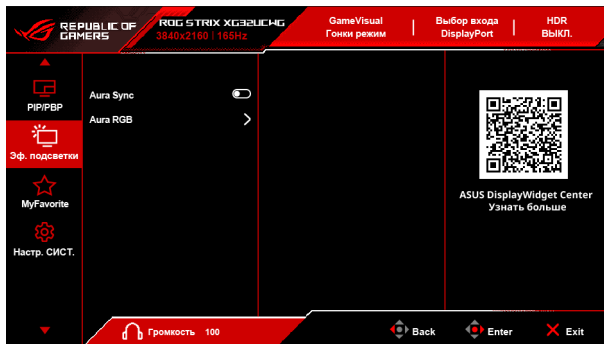 REPUBLIC OF
GAMERS
ROG STRIX XG32UCWG
3840x2160 | 165Hz
GameVisual
Гонки режим
Выбор входа
DisplayPort
HDR
ВЫКЛ.
PIP/PBP
Эф. подсветки
MyFavorite
Настр. СИСТ.
Aura Sync
Aura RGB
ASUS DisplayWidget Center
Узнать больше
Громкость 100
Back
Enter
Exit